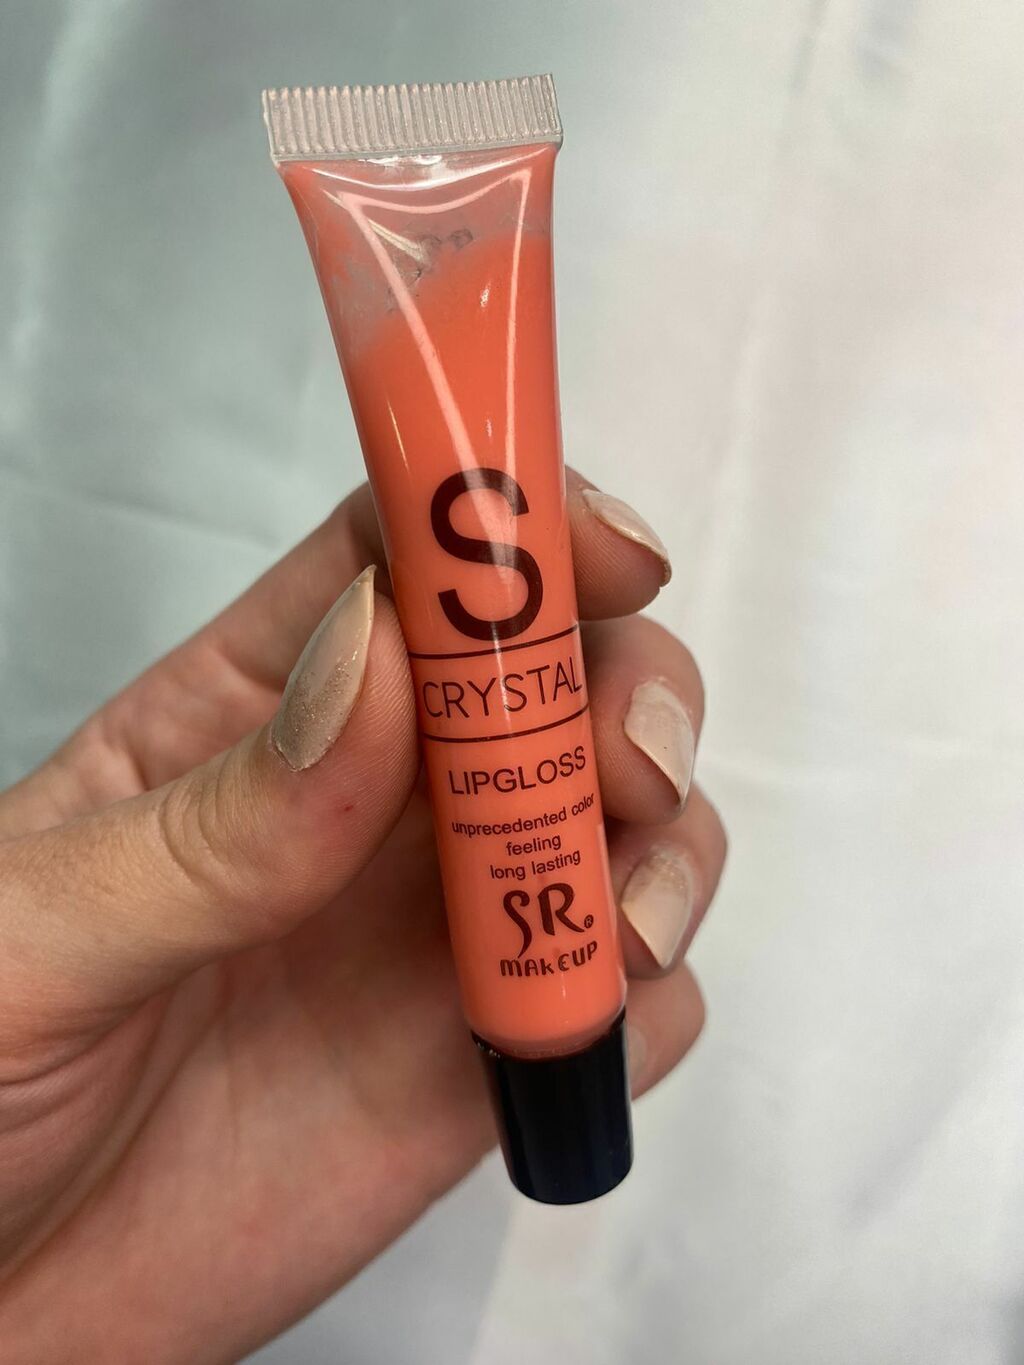 S
CRYSTAL
LIPGLOSS
unprecedented color
feeling
long lasting
SR®
MAKEUP